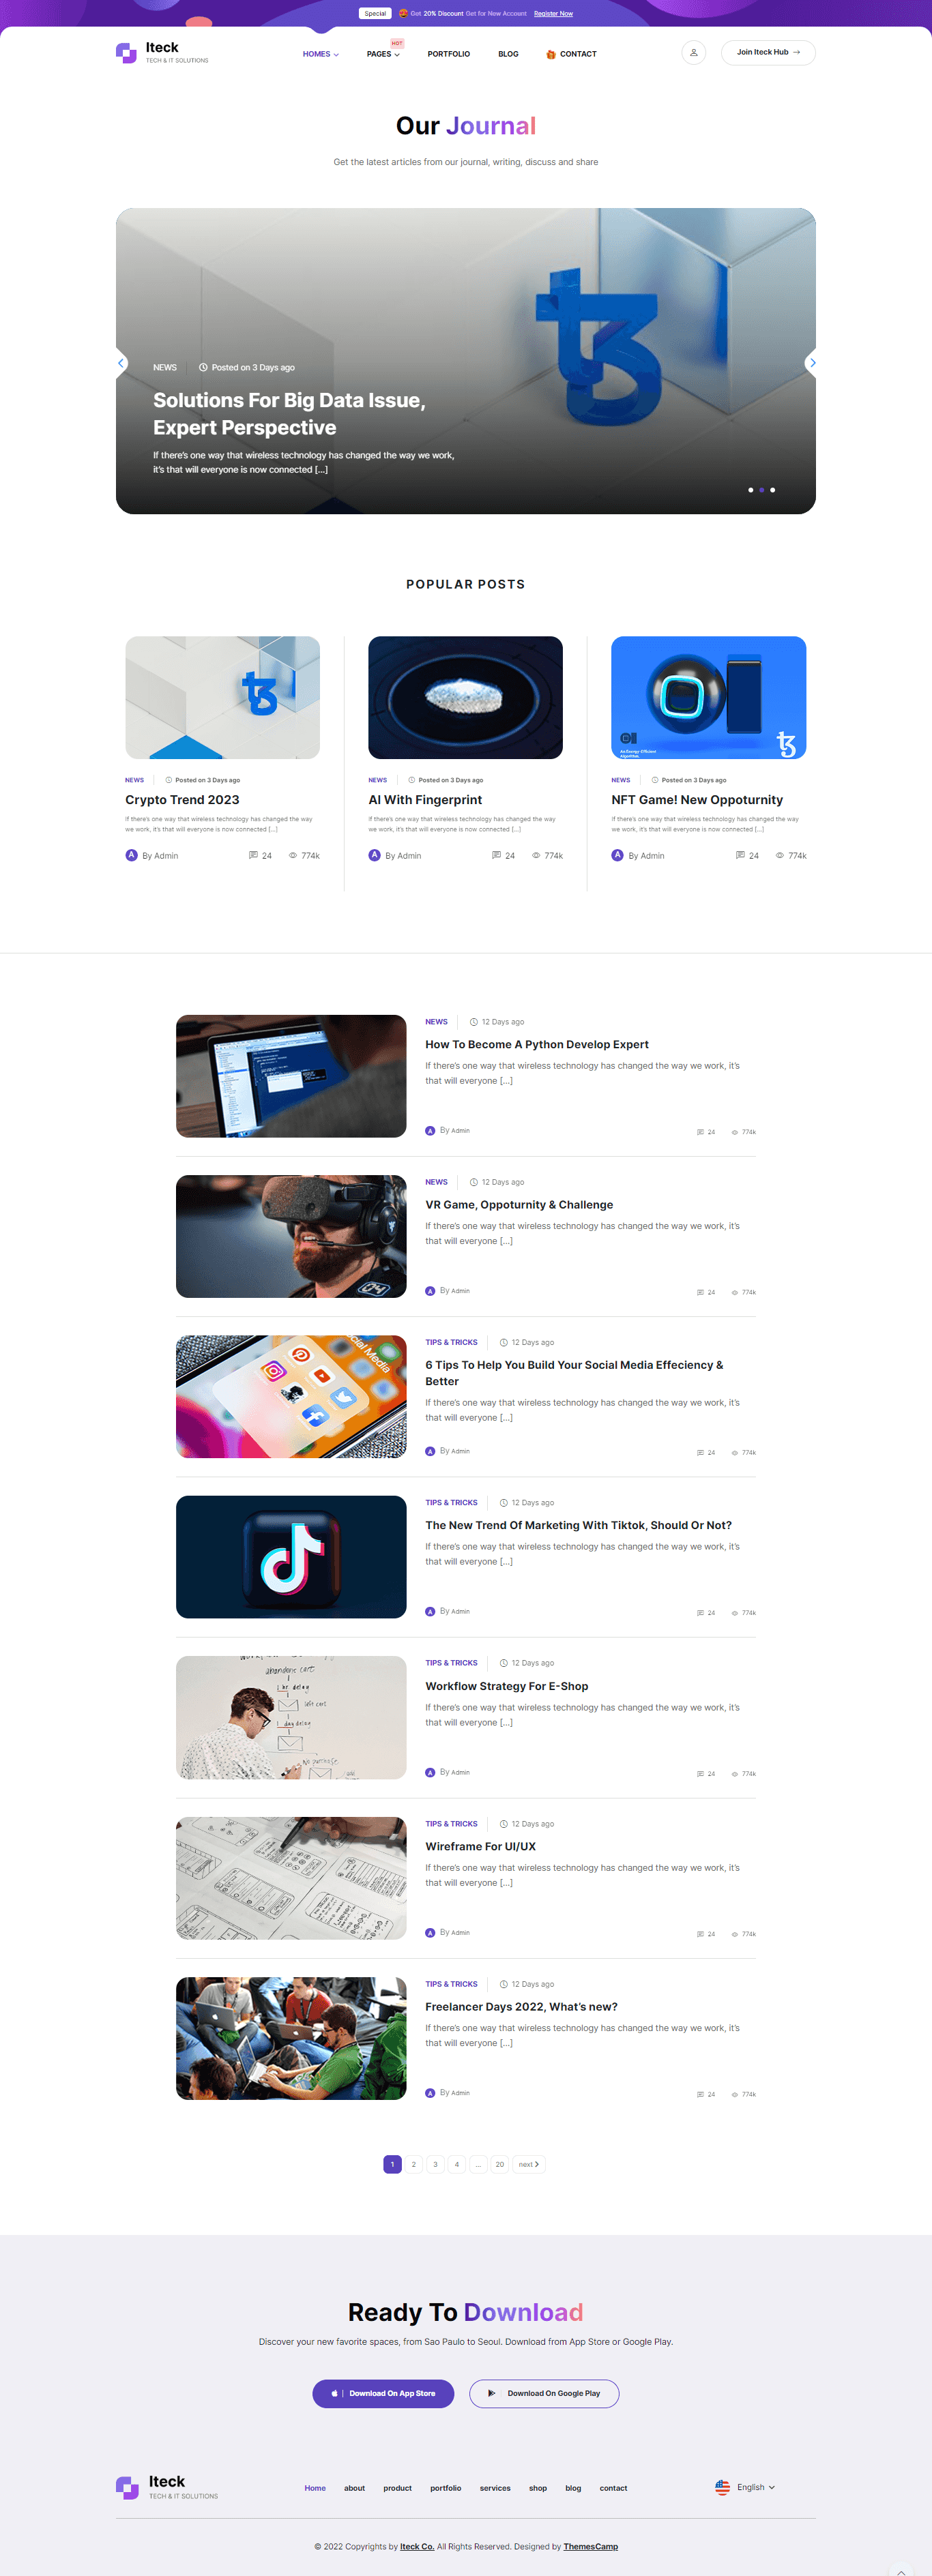 Special Get 20% Discount Get for New Account Register Now
Iteck
TECH & IT SOLUTIONS
HOMES
PAGES
HOT
PORTFOLIO
BLOG
CONTACT
Join Iteck Hub →
Our Journal
Get the latest articles from our journal, writing, discuss and share
NEWS Posted on 3 Days ago
Solutions For Big Data Issue,
Expert Perspective
If there's one way that wireless technology has changed the way we work,
it's that will everyone is now connected [...]
POPULAR POSTS
NEWS Posted on 3 Days ago
Crypto Trend 2023
If there's one way that wireless technology has changed the way
we work, it's that will everyone is now connected [...]
A By Admin 24 774k
NEWS Posted on 3 Days ago
AI With Fingerprint
If there's one way that wireless technology has changed the way
we work, it's that will everyone is now connected [...]
A By Admin 24 774k
An Energy-Efficient
Algorithm.
NEWS Posted on 3 Days ago
NFT Game! New Oppoturnity
If there's one way that wireless technology has changed the way
we work, it's that will everyone is now connected [...]
A By Admin 24 774k
NEWS 12 Days ago
How To Become A Python Develop Expert
If there's one way that wireless technology has changed the way we work, it's
that will everyone [...]
A By Admin 24 774k
04
NEWS 12 Days ago
VR Game, Oppoturnity & Challenge
If there's one way that wireless technology has changed the way we work, it's
that will everyone [...]
A By Admin 24 774k
Social Media
TIPS & TRICKS 12 Days ago
6 Tips To Help You Build Your Social Media Effeciency &
Better
If there's one way that wireless technology has changed the way we work, it's
that will everyone [...]
A By Admin 24 774k
TIPS & TRICKS 12 Days ago
The New Trend Of Marketing With Tiktok, Should Or Not?
If there's one way that wireless technology has changed the way we work, it's
that will everyone [...]
A By Admin 24 774k
abandone cart
1 hr delay
left cart
1 day delay
no purchase
TIPS & TRICKS 12 Days ago
Workflow Strategy For E-Shop
If there's one way that wireless technology has changed the way we work, it's
that will everyone [...]
A By Admin 24 774k
TIPS & TRICKS 12 Days ago
Wireframe For UI/UX
If there's one way that wireless technology has changed the way we work, it's
that will everyone [...]
A By Admin 24 774k
TIPS & TRICKS 12 Days ago
Freelancer Days 2022, What's new?
If there's one way that wireless technology has changed the way we work, it's
that will everyone [...]
A By Admin 24 774k
1 2 3 4 ... 20 next
Ready To Download
Discover your new favorite spaces, from Sao Paulo to Seoul. Download from App Store or Google Play.
Download On App Store
Download On Google Play
Iteck
TECH & IT SOLUTIONS
Home about product portfolio services shop blog contact
English
© 2022 Copyrights by Iteck Co. All Rights Reserved. Designed by ThemesCamp